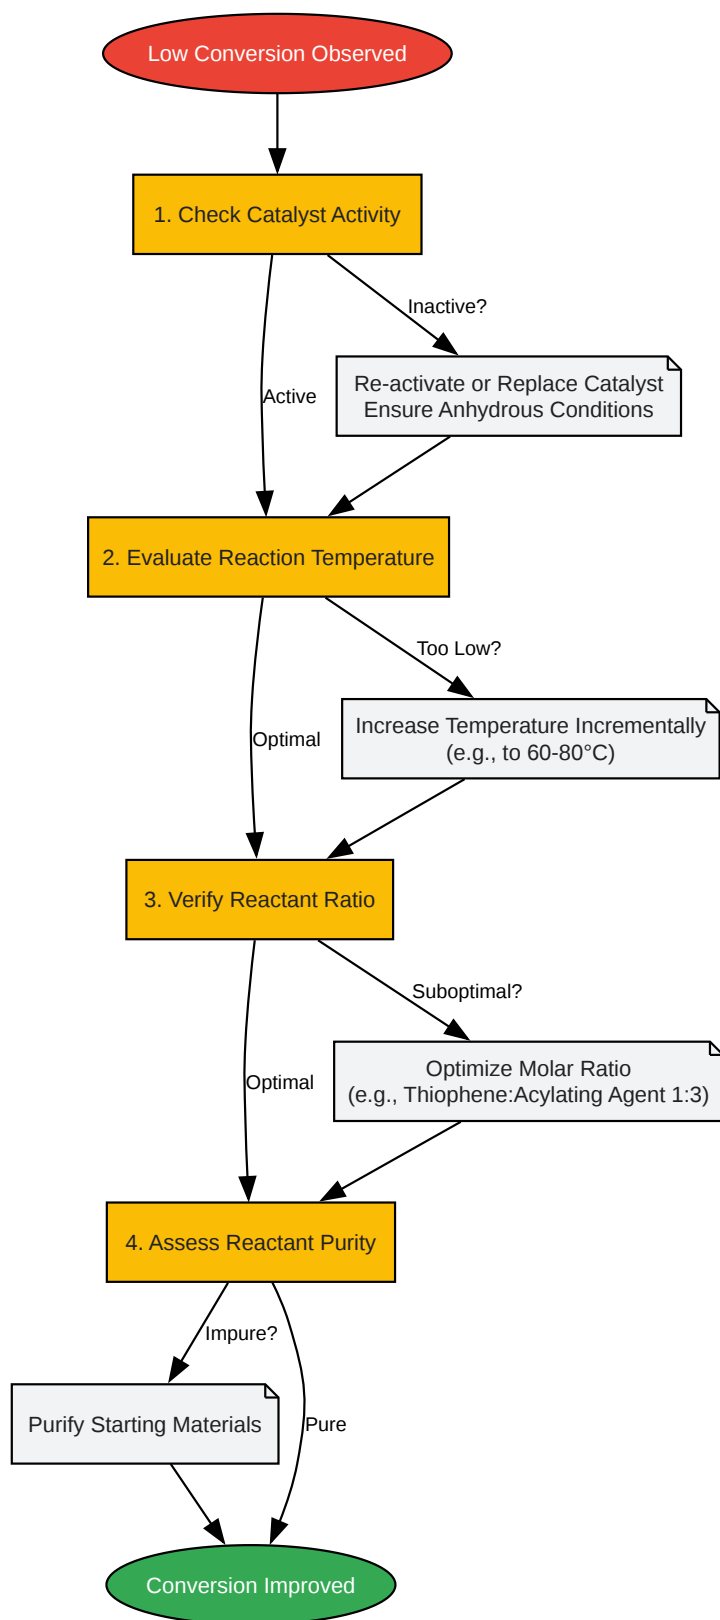 Low Conversion Observed
1. Check Catalyst Activity
Inactive?
Active
Re-activate or Replace Catalyst
Ensure Anhydrous Conditions
2. Evaluate Reaction Temperature
Too Low?
Optimal
Increase Temperature Incrementally
(e.g., to 60-80°C)
3. Verify Reactant Ratio
Suboptimal?
Optimal
Optimize Molar Ratio
(e.g., Thiophene:Acylating Agent 1:3)
4. Assess Reactant Purity
Impure?
Purify Starting Materials
Pure
Conversion Improved